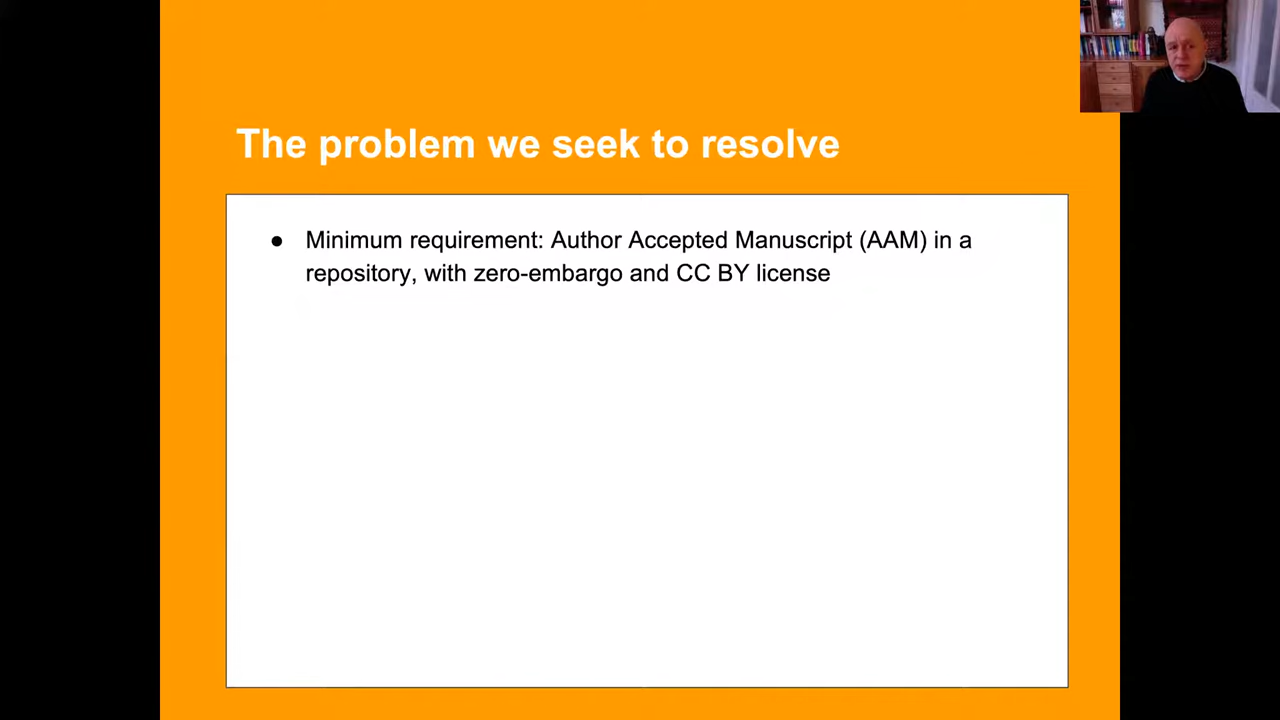 The problem we seek to resolve
● Minimum requirement: Author Accepted Manuscript (AAM) in a
repository, with zero-embargo and CC BY license